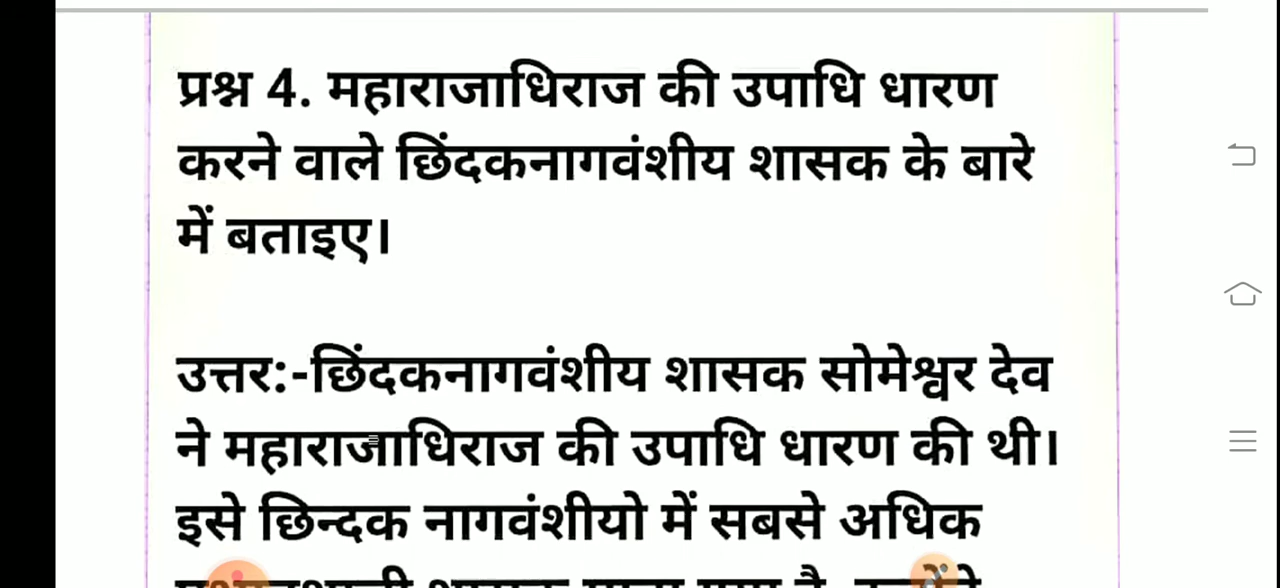 प्रश्न 4. महाराजाधिराज की उपाधि धारण
करने वाले छिंदकनागवंशीय शासक के बारे
में बताइए।
उत्तर:-छिंदकनागवंशीय शासक सोमेश्वर देव
ने महाराजाधिराज की उपाधि धारण की थी।
इसे छिन्दक नागवंशीयो में सबसे अधिक